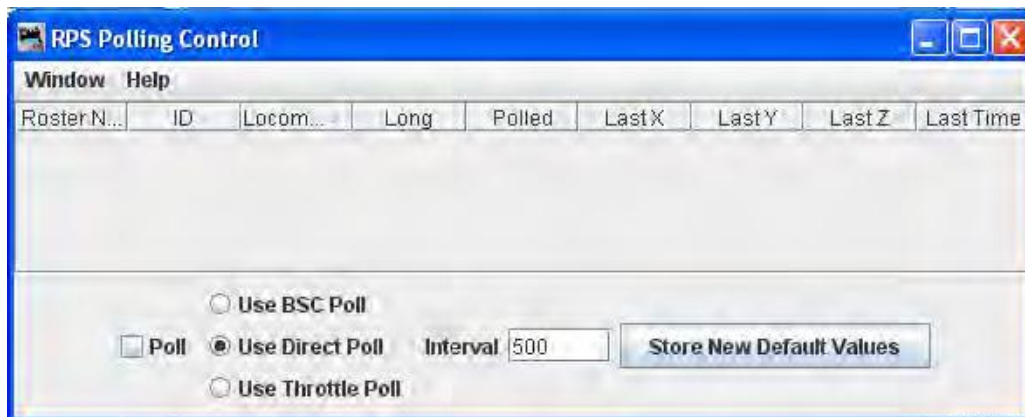 RPS Polling Control
Window Help
Roster N... ID Locom... Long Polled Last X Last Y Last Z Last Time
Use BSC Poll
Poll Use Direct Poll Interval 500 Store New Default Values
Use Throttle Poll